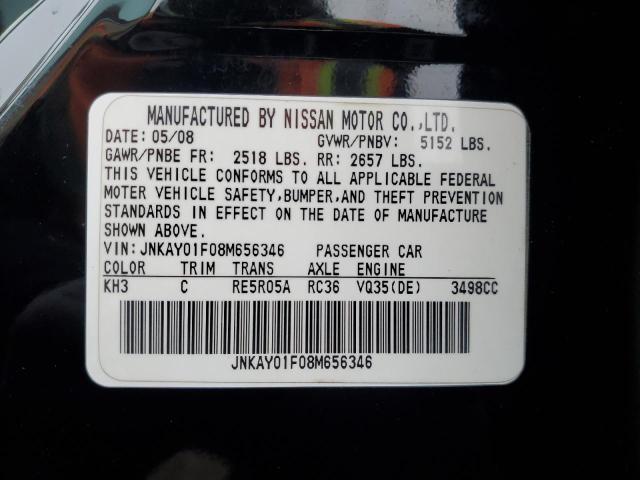 MANUFACTURED BY NISSAN MOTOR CO.,LTD.
DATE: 05/08 GVWR/PNBV: 5152 LBS.
GAWR/PNBE FR: 2518 LBS. RR: 2657 LBS.
THIS VEHICLE CONFORMS TO ALL APPLICABLE FEDERAL
MOTOR VEHICLE SAFETY,BUMPER,AND THEFT PREVENTION
STANDARDS IN EFFECT ON THE DATE OF MANUFACTURE
SHOWN ABOVE.
VIN:JNKAY01F08M656346 PASSENGER CAR
COLOR TRIM TRANS AXLE ENGINE
KH3 C RE5R05A RC36 VQ35(DE) 3498CC
JNKAY01F08M656346